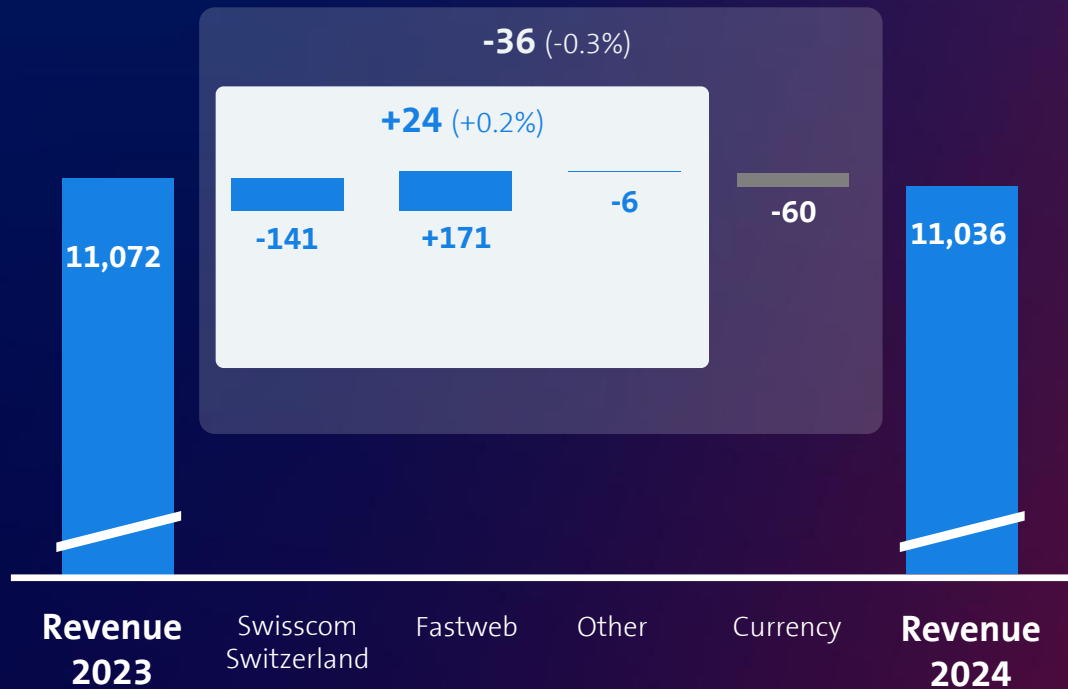 -36 (-0.3%)
+24 (+0.2%)
11,072
-141
+171
-6
-60
11,036
Revenue
2023
Swisscom
Switzerland
Fastweb
Other
Currency
Revenue
2024